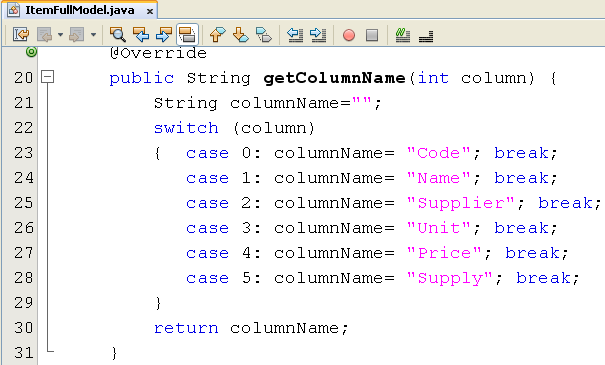 ItemFullModel.java x
@Override
20 public String getColumnName(int column) {
21 String columnName="";
22 switch (column)
23 { case 0: columnName= "Code"; break;
24 case 1: columnName= "Name"; break;
25 case 2: columnName= "Supplier"; break;
26 case 3: columnName= "Unit"; break;
27 case 4: columnName= "Price"; break;
28 case 5: columnName= "Supply"; break;
29 }
30 return columnName;
31 }